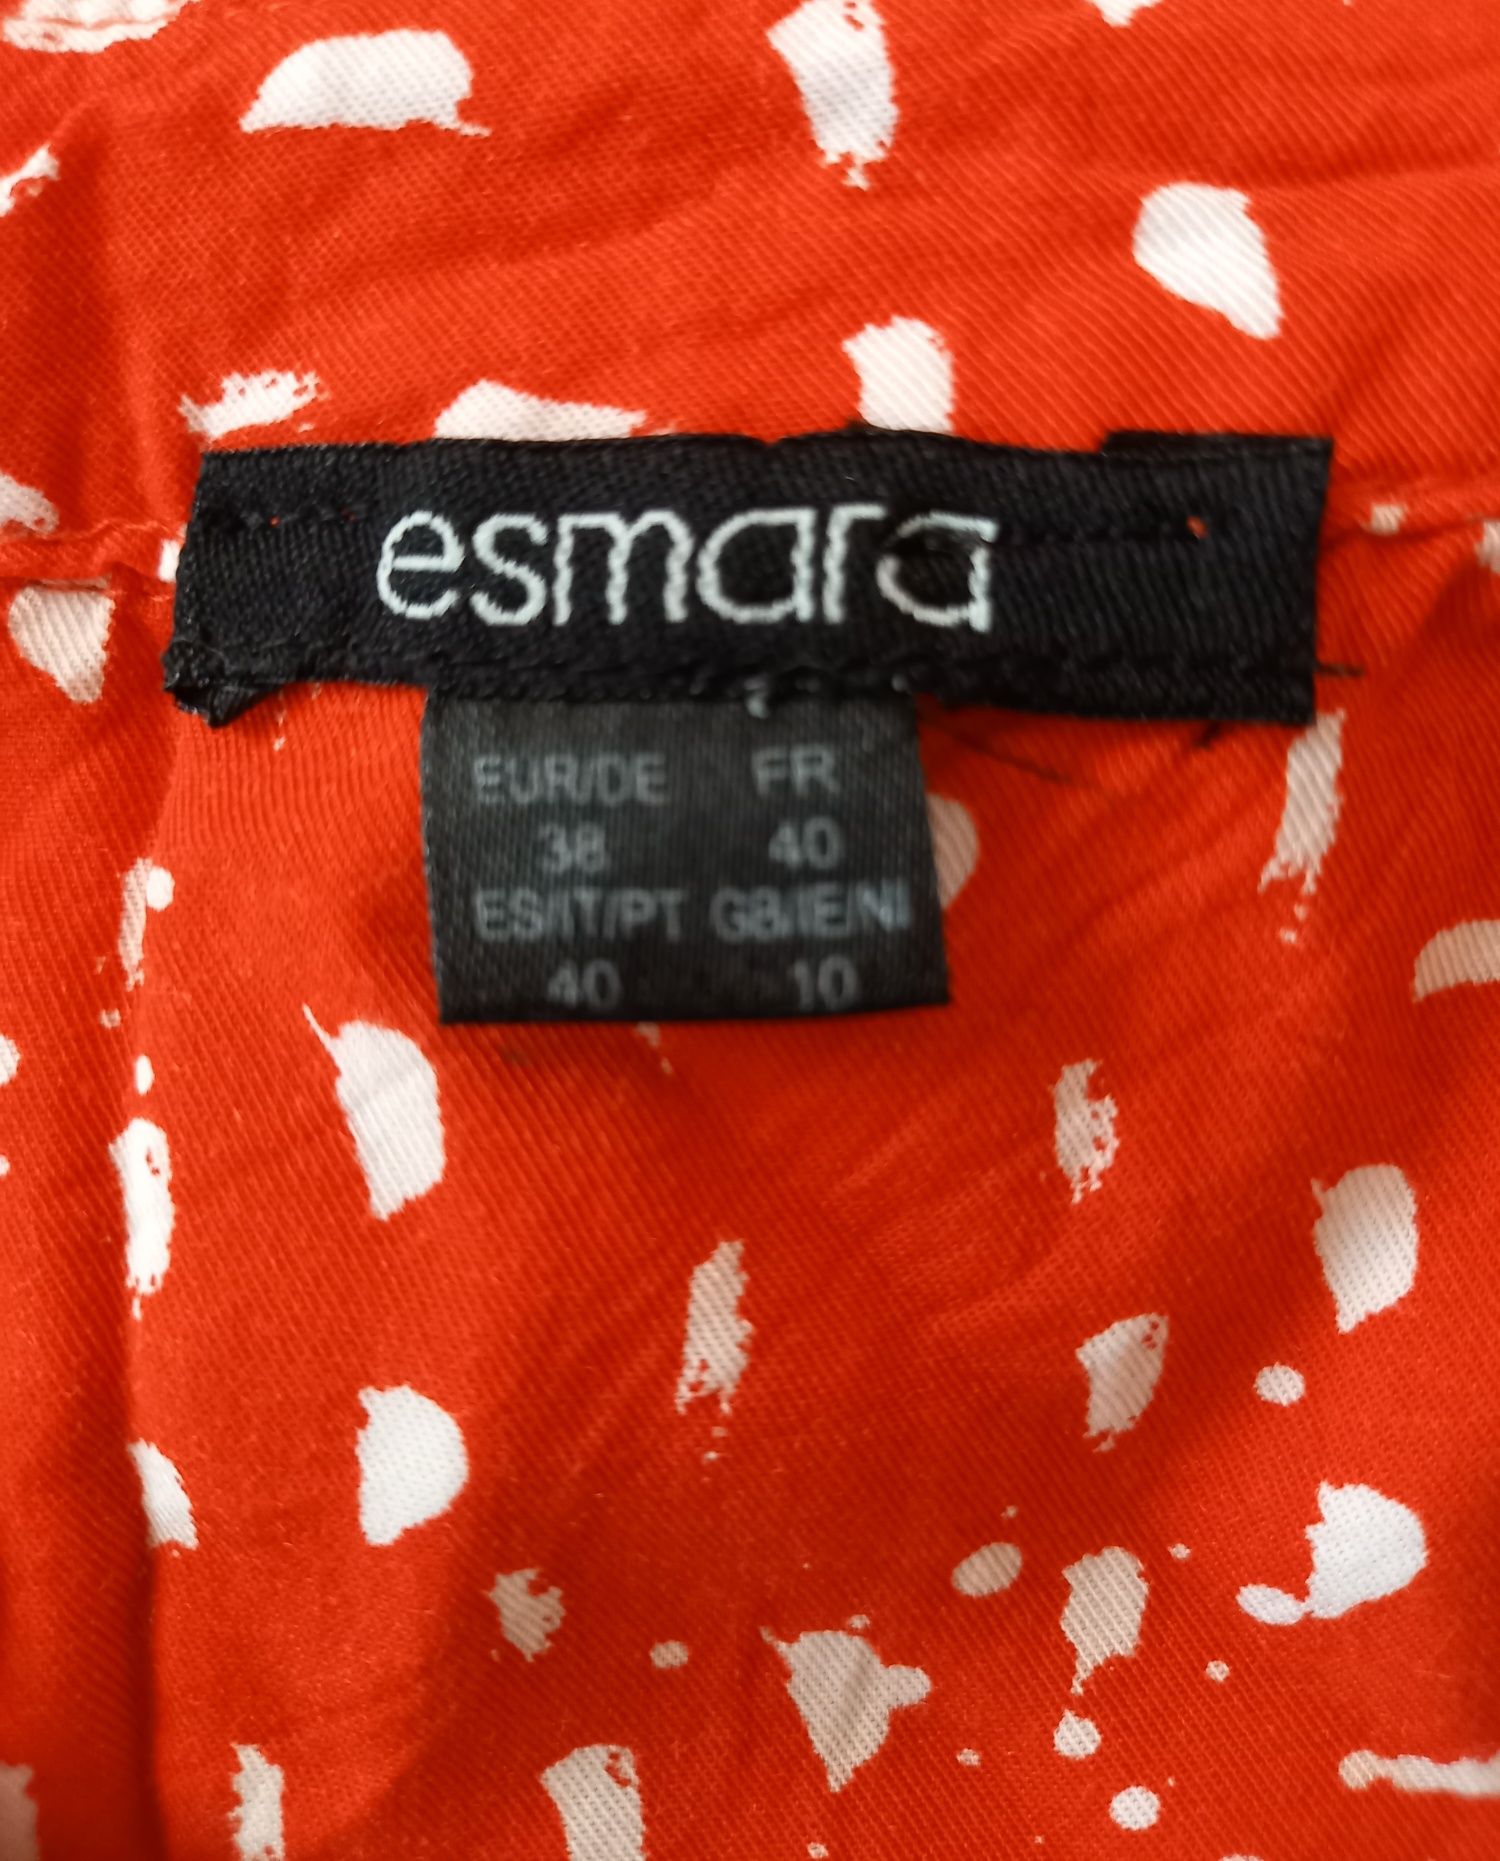 esmara
EUR/DE FR
38 40
ES/IT/PT GB/IE/NI
40 10